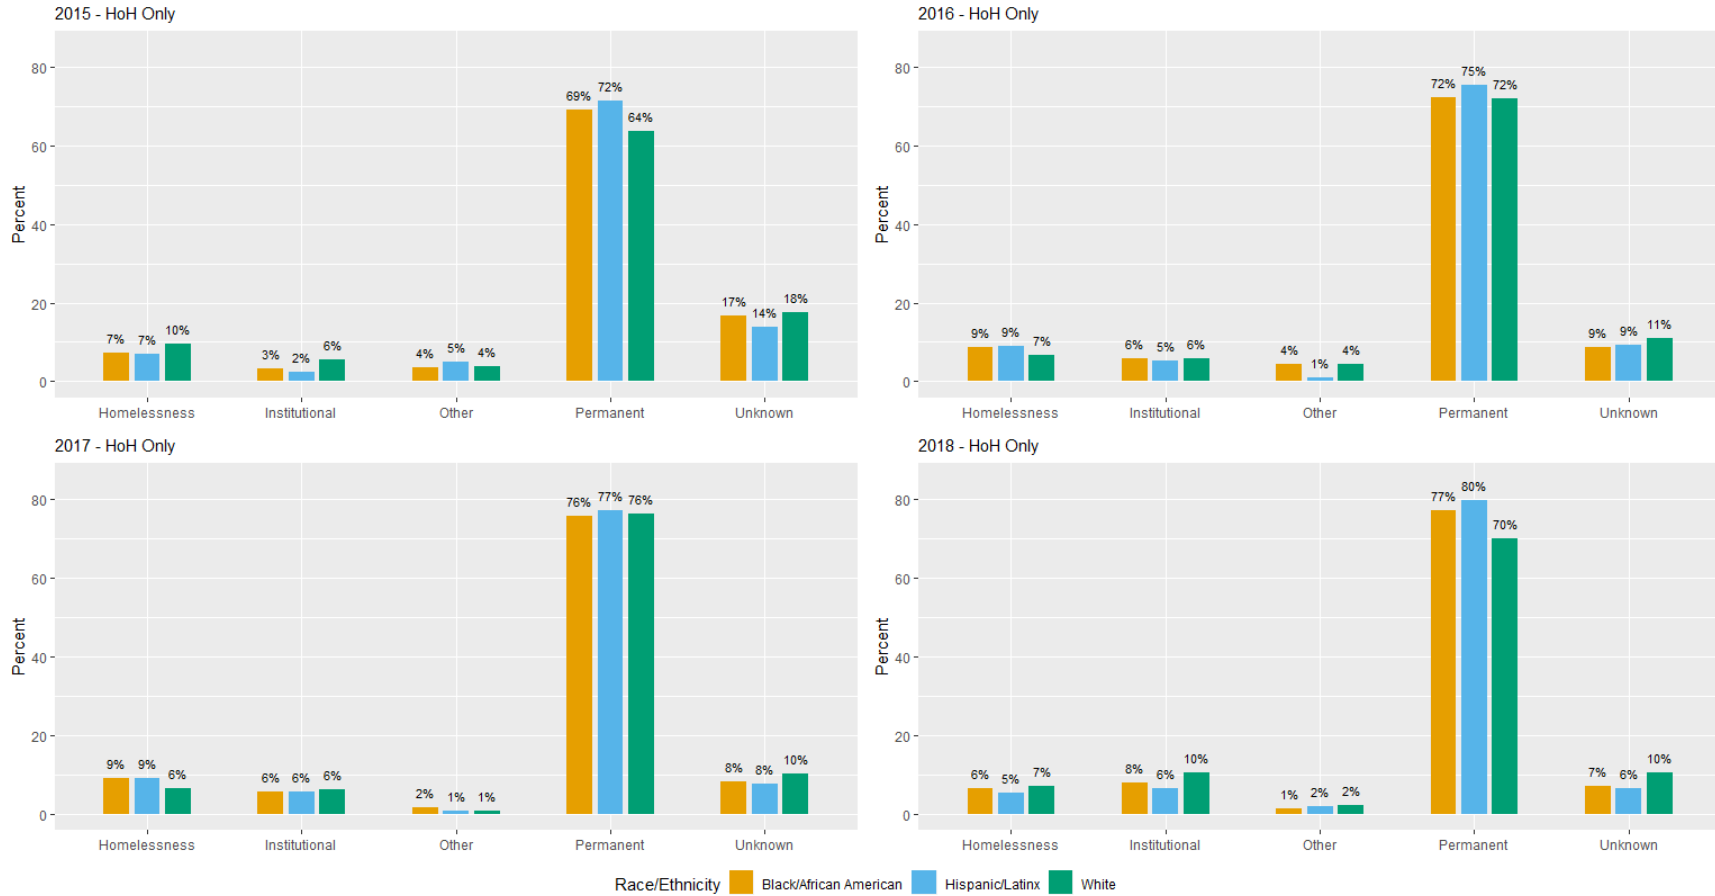 2015 - HoH Only
Percent
80
60
40
20
0
69% 72% 64%
7% 7% 10% 3% 2% 6% 4% 5% 4% 17% 14% 18%
Homelessness Institutional Other Permanent Unknown
2016 - HoH Only
Percent
80
60
40
20
0
72% 75% 72%
9% 9% 7% 6% 5% 6% 4% 1% 4% 9% 9% 11%
Homelessness Institutional Other Permanent Unknown
2017 - HoH Only
Percent
80
60
40
20
0
76% 77% 76%
9% 9% 6% 6% 6% 6% 2% 1% 1% 8% 8% 10%
Homelessness Institutional Other Permanent Unknown
2018 - HoH Only
Percent
80
60
40
20
0
77% 80% 70%
6% 5% 7% 8% 6% 10% 1% 2% 2% 7% 6% 10%
Homelessness Institutional Other Permanent Unknown
Race/Ethnicity Black/African American Hispanic/Latinx White